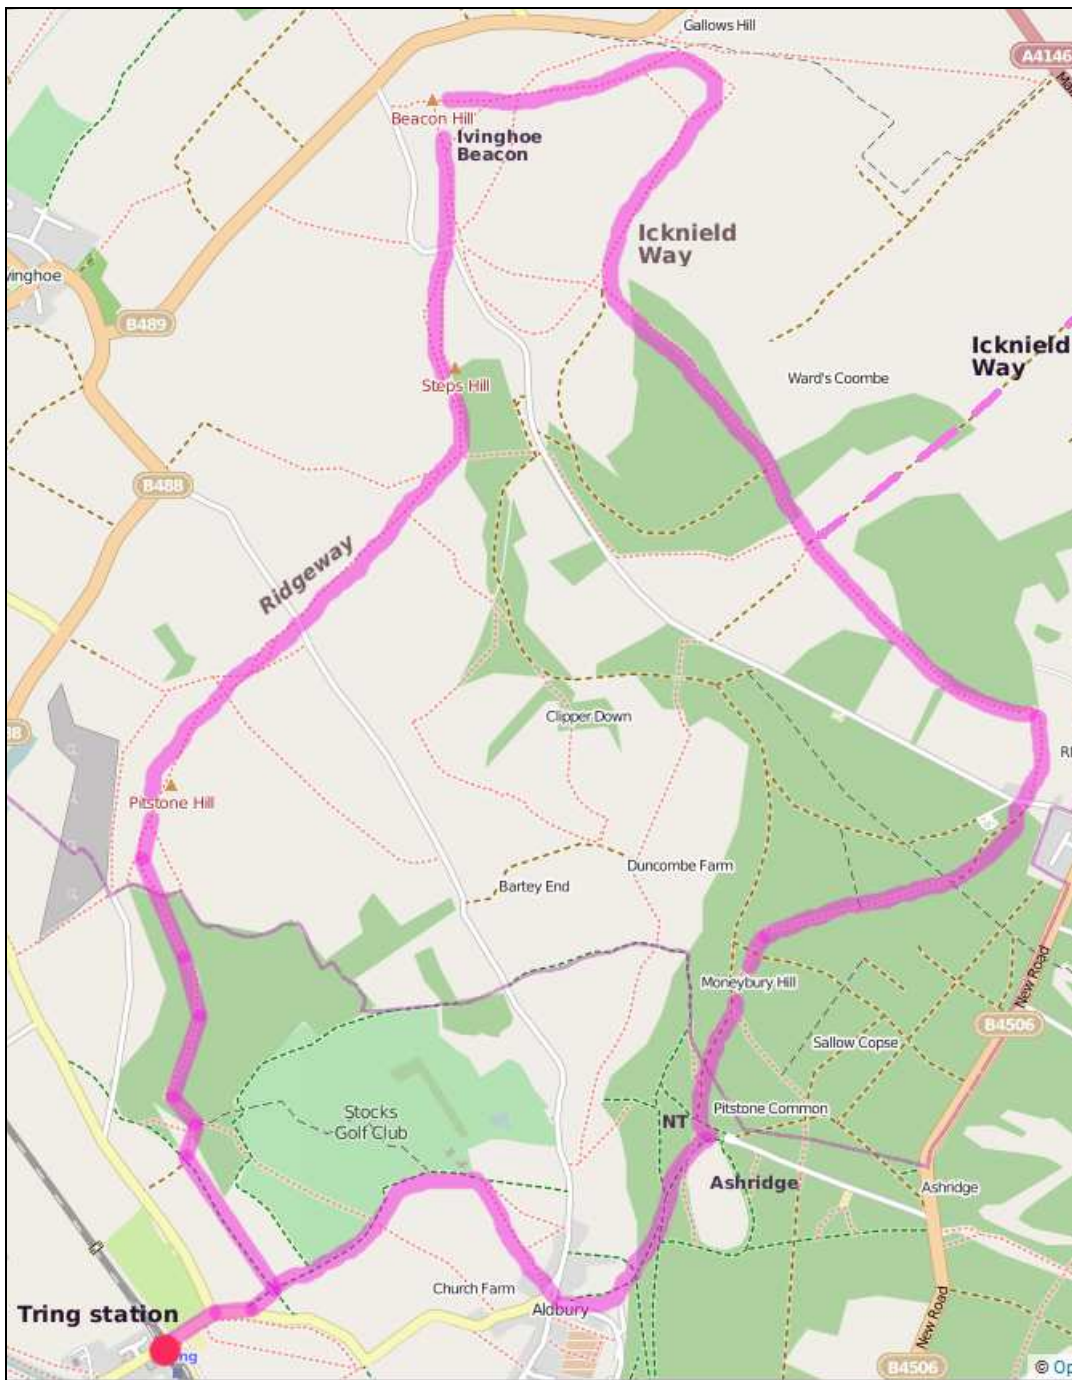 Gallows Hill
A4146
Beacon Hill
Ivinghoe
Beacon
Icknield
Way
vinghoe
B489
Icknield
Way
Steps Hill
Ward's Coombe
B488
Ridgeway
Clipper Down
Pitstone Hill
Duncombe Farm
Bartey End
New Road
Moneybury Hill
B4506
Sallow Copse
Stocks
Golf Club
NT
Pitstone Common
Ashridge
Ashridge
Church Farm
Aldbury
Tring station
New Road
B4506
© Op